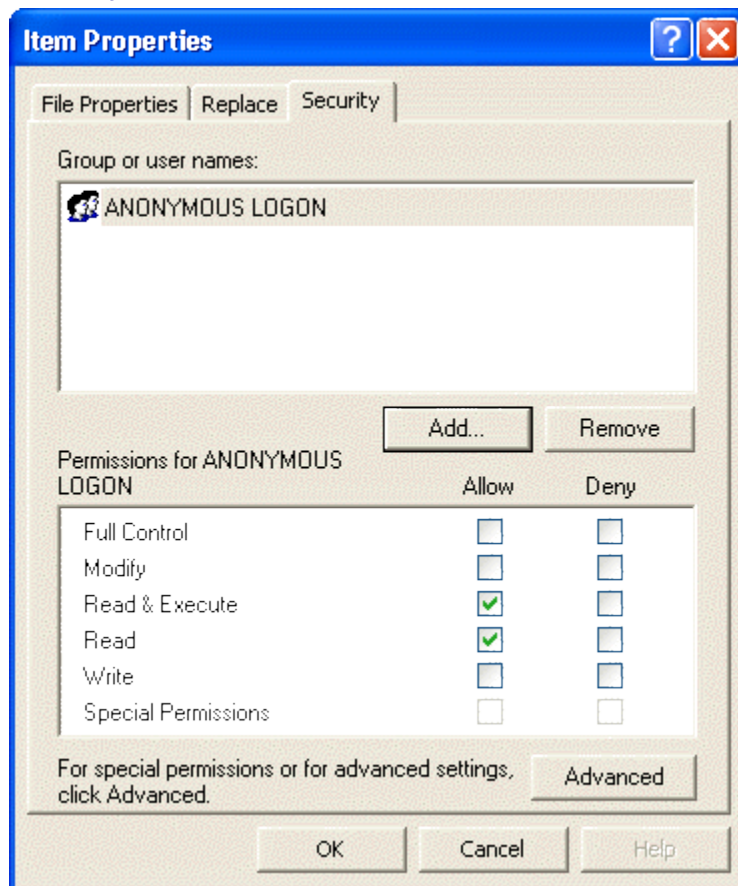 Item Properties
File Properties Replace Security
Group or user names:
ANONYMOUS LOGON
Add... Remove
Permissions for ANONYMOUS
LOGON Allow Deny
Full Control
Modify
Read & Execute
Read
Write
Special Permissions
For special permissions or for advanced settings,
click Advanced. Advanced
OK Cancel Help